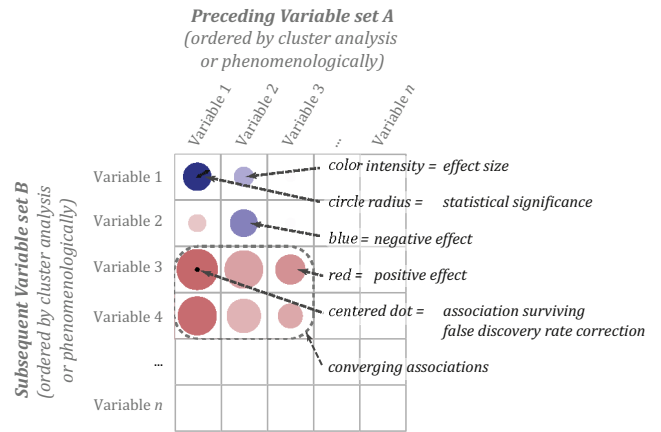 Preceding Variable set A
(ordered by cluster analysis
or phenomenologically)
Variable 1
Variable 2
Variable 3
...
Variable n
Subsequent Variable set B
(ordered by cluster analysis
or phenomenologically)
Variable 1
Variable 2
Variable 3
Variable 4
...
Variable n
color intensity = effect size
circle radius = statistical significance
blue = negative effect
red = positive effect
centered dot = association surviving
false discovery rate correction
converging associations